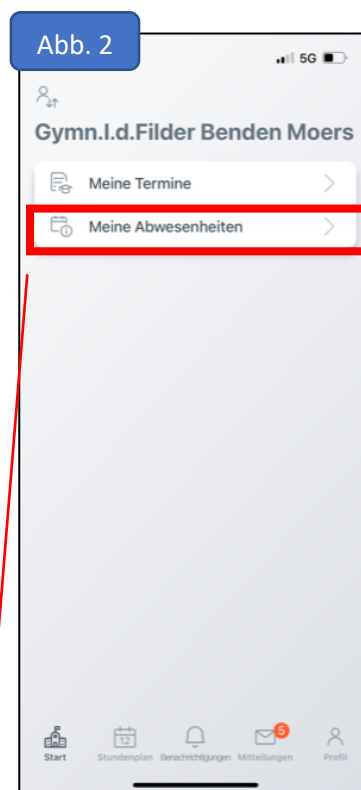 Abb. 2
5G
Gymn.l.d.Filder Benden Moers
Meine Termine
Meine Abwesenheiten
5
12
Start Stundenplan Benachrichtigungen Mitteilungen Profil